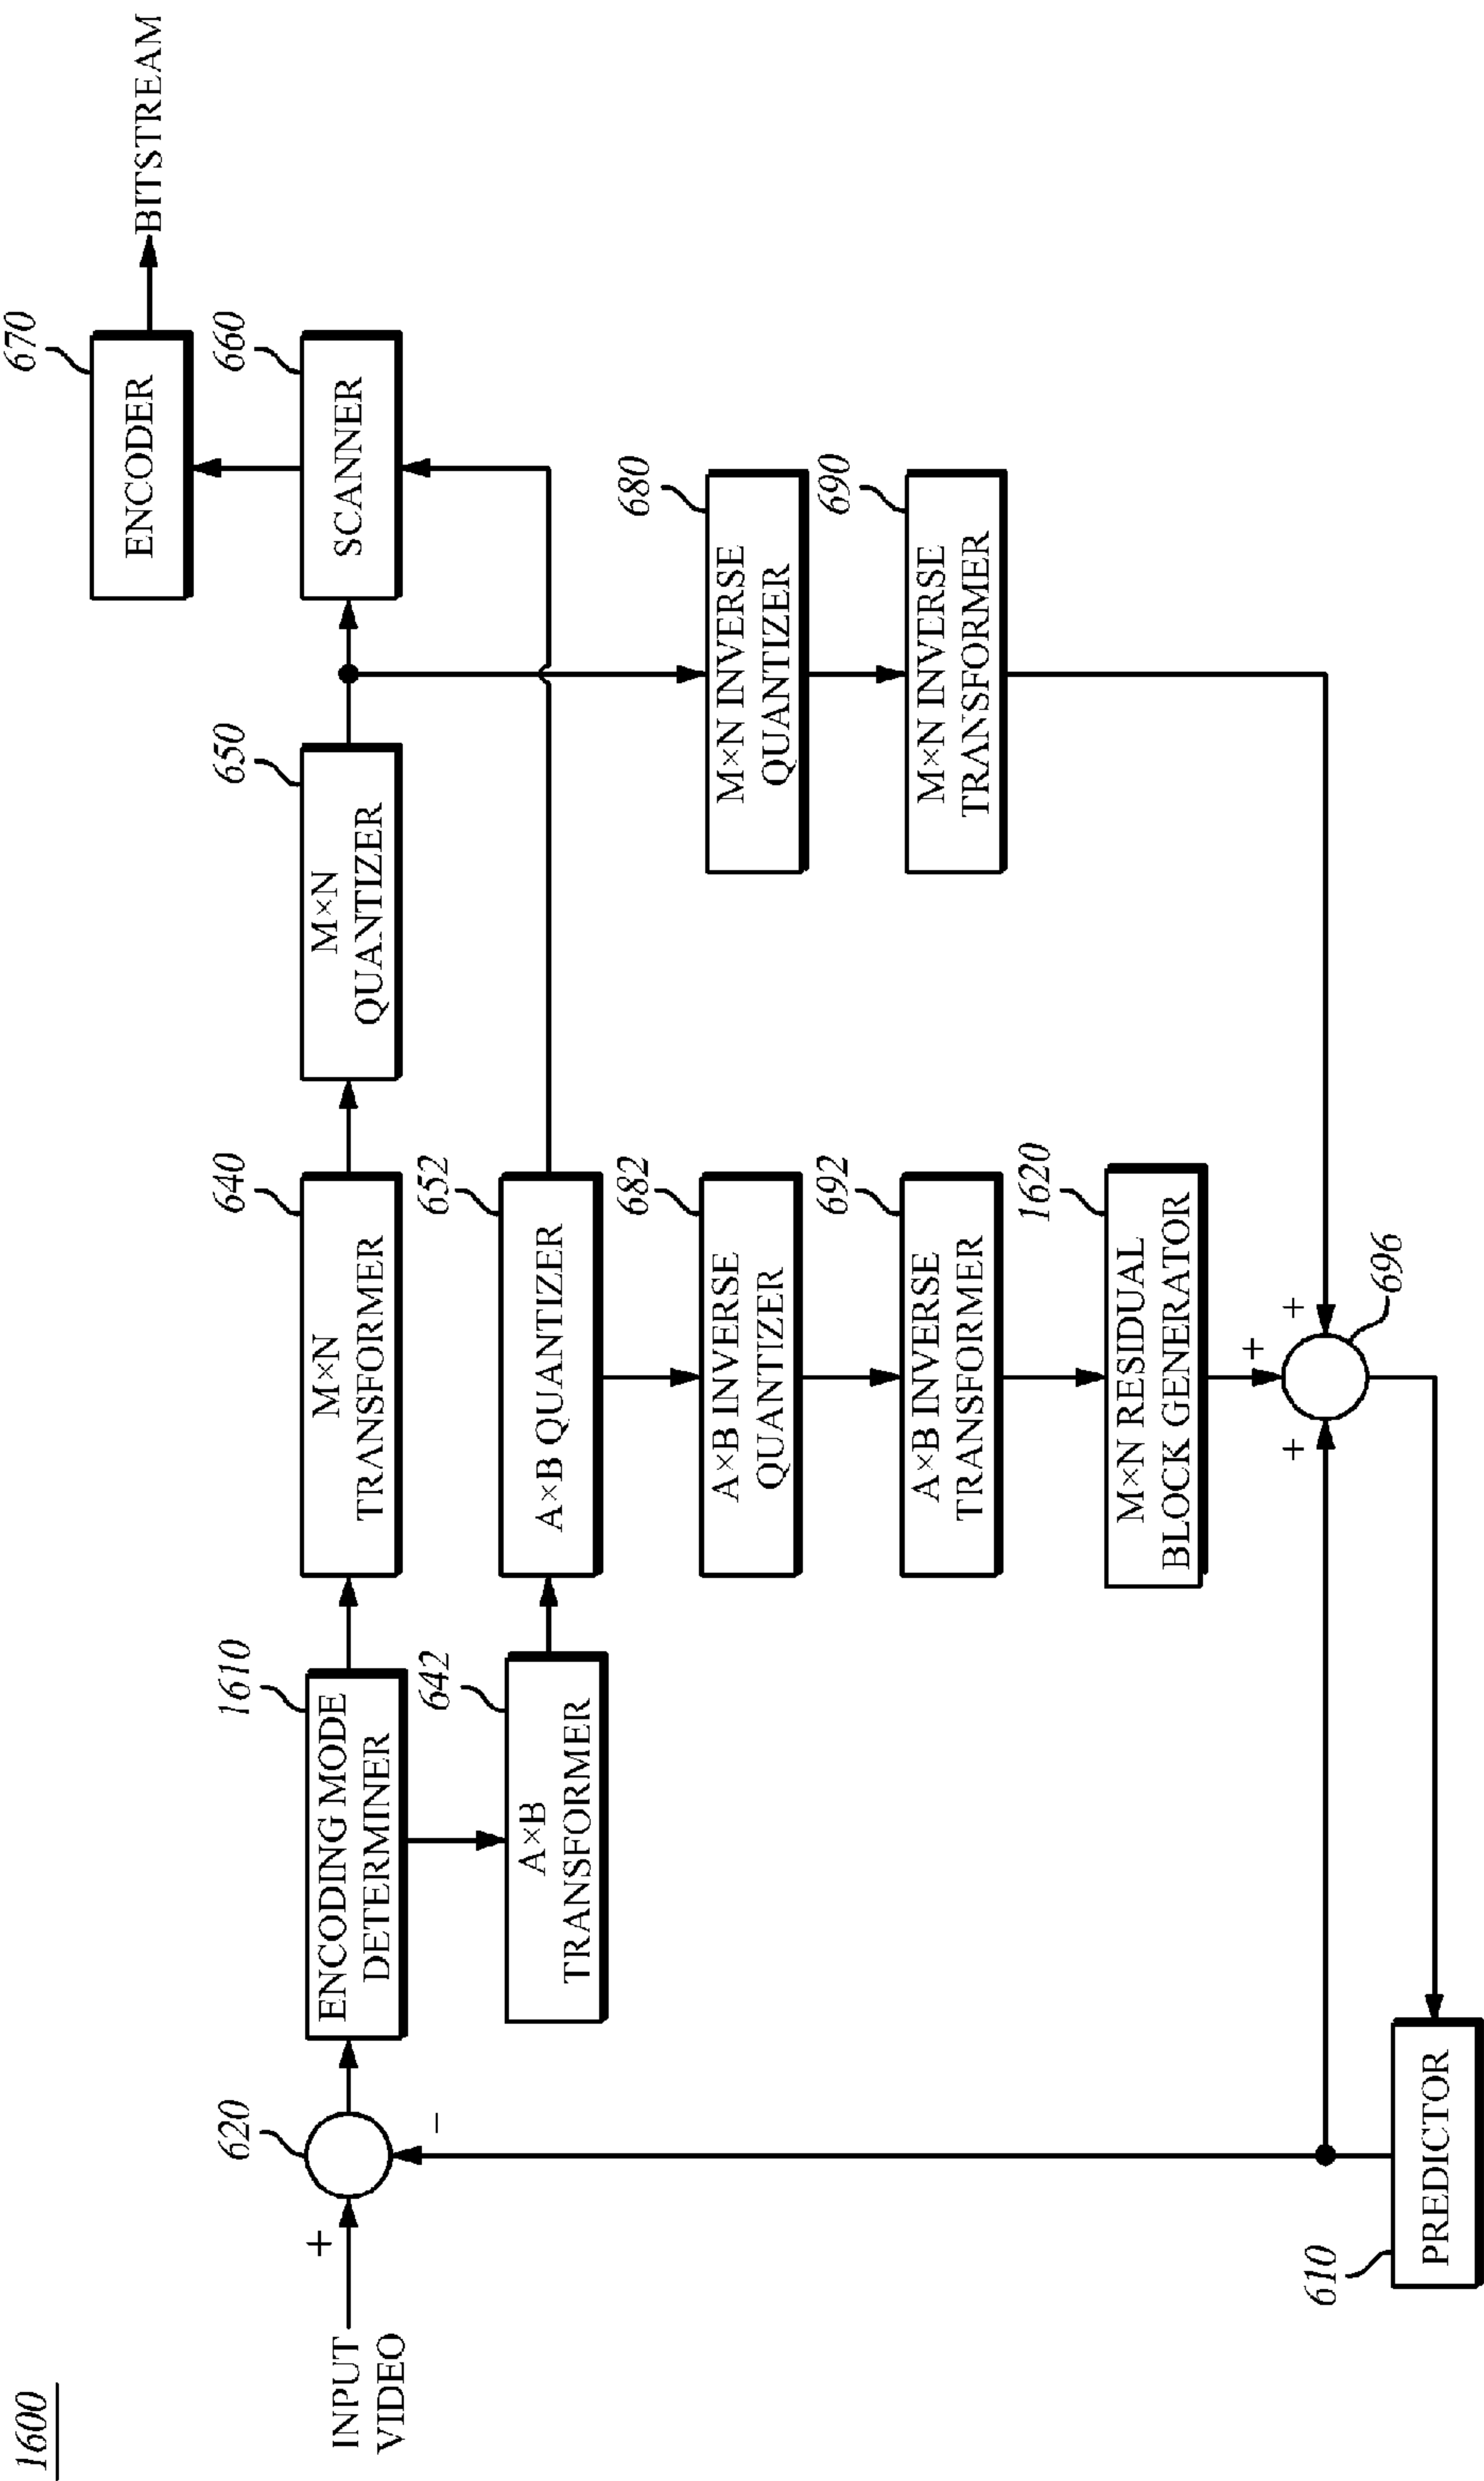 1600
INPUT
VIDEO
+
620
−
1610
ENCODING MODE
DETERMINER
640
M×N
TRANSFORMER
650
M×N
QUANTIZER
660
SCANNER
670
ENCODER
BITSTREAM
642
A×B
TRANSFORMER
652
A×B QUANTIZER
682
A×B INVERSE
QUANTIZER
680
M×N INVERSE
QUANTIZER
692
A×B INVERSE
TRANSFORMER
690
M×N INVERSE
TRANSFORMER
1620
M×N RESIDUAL
BLOCK GENERATOR
+
+
+
696
610
PREDICTOR